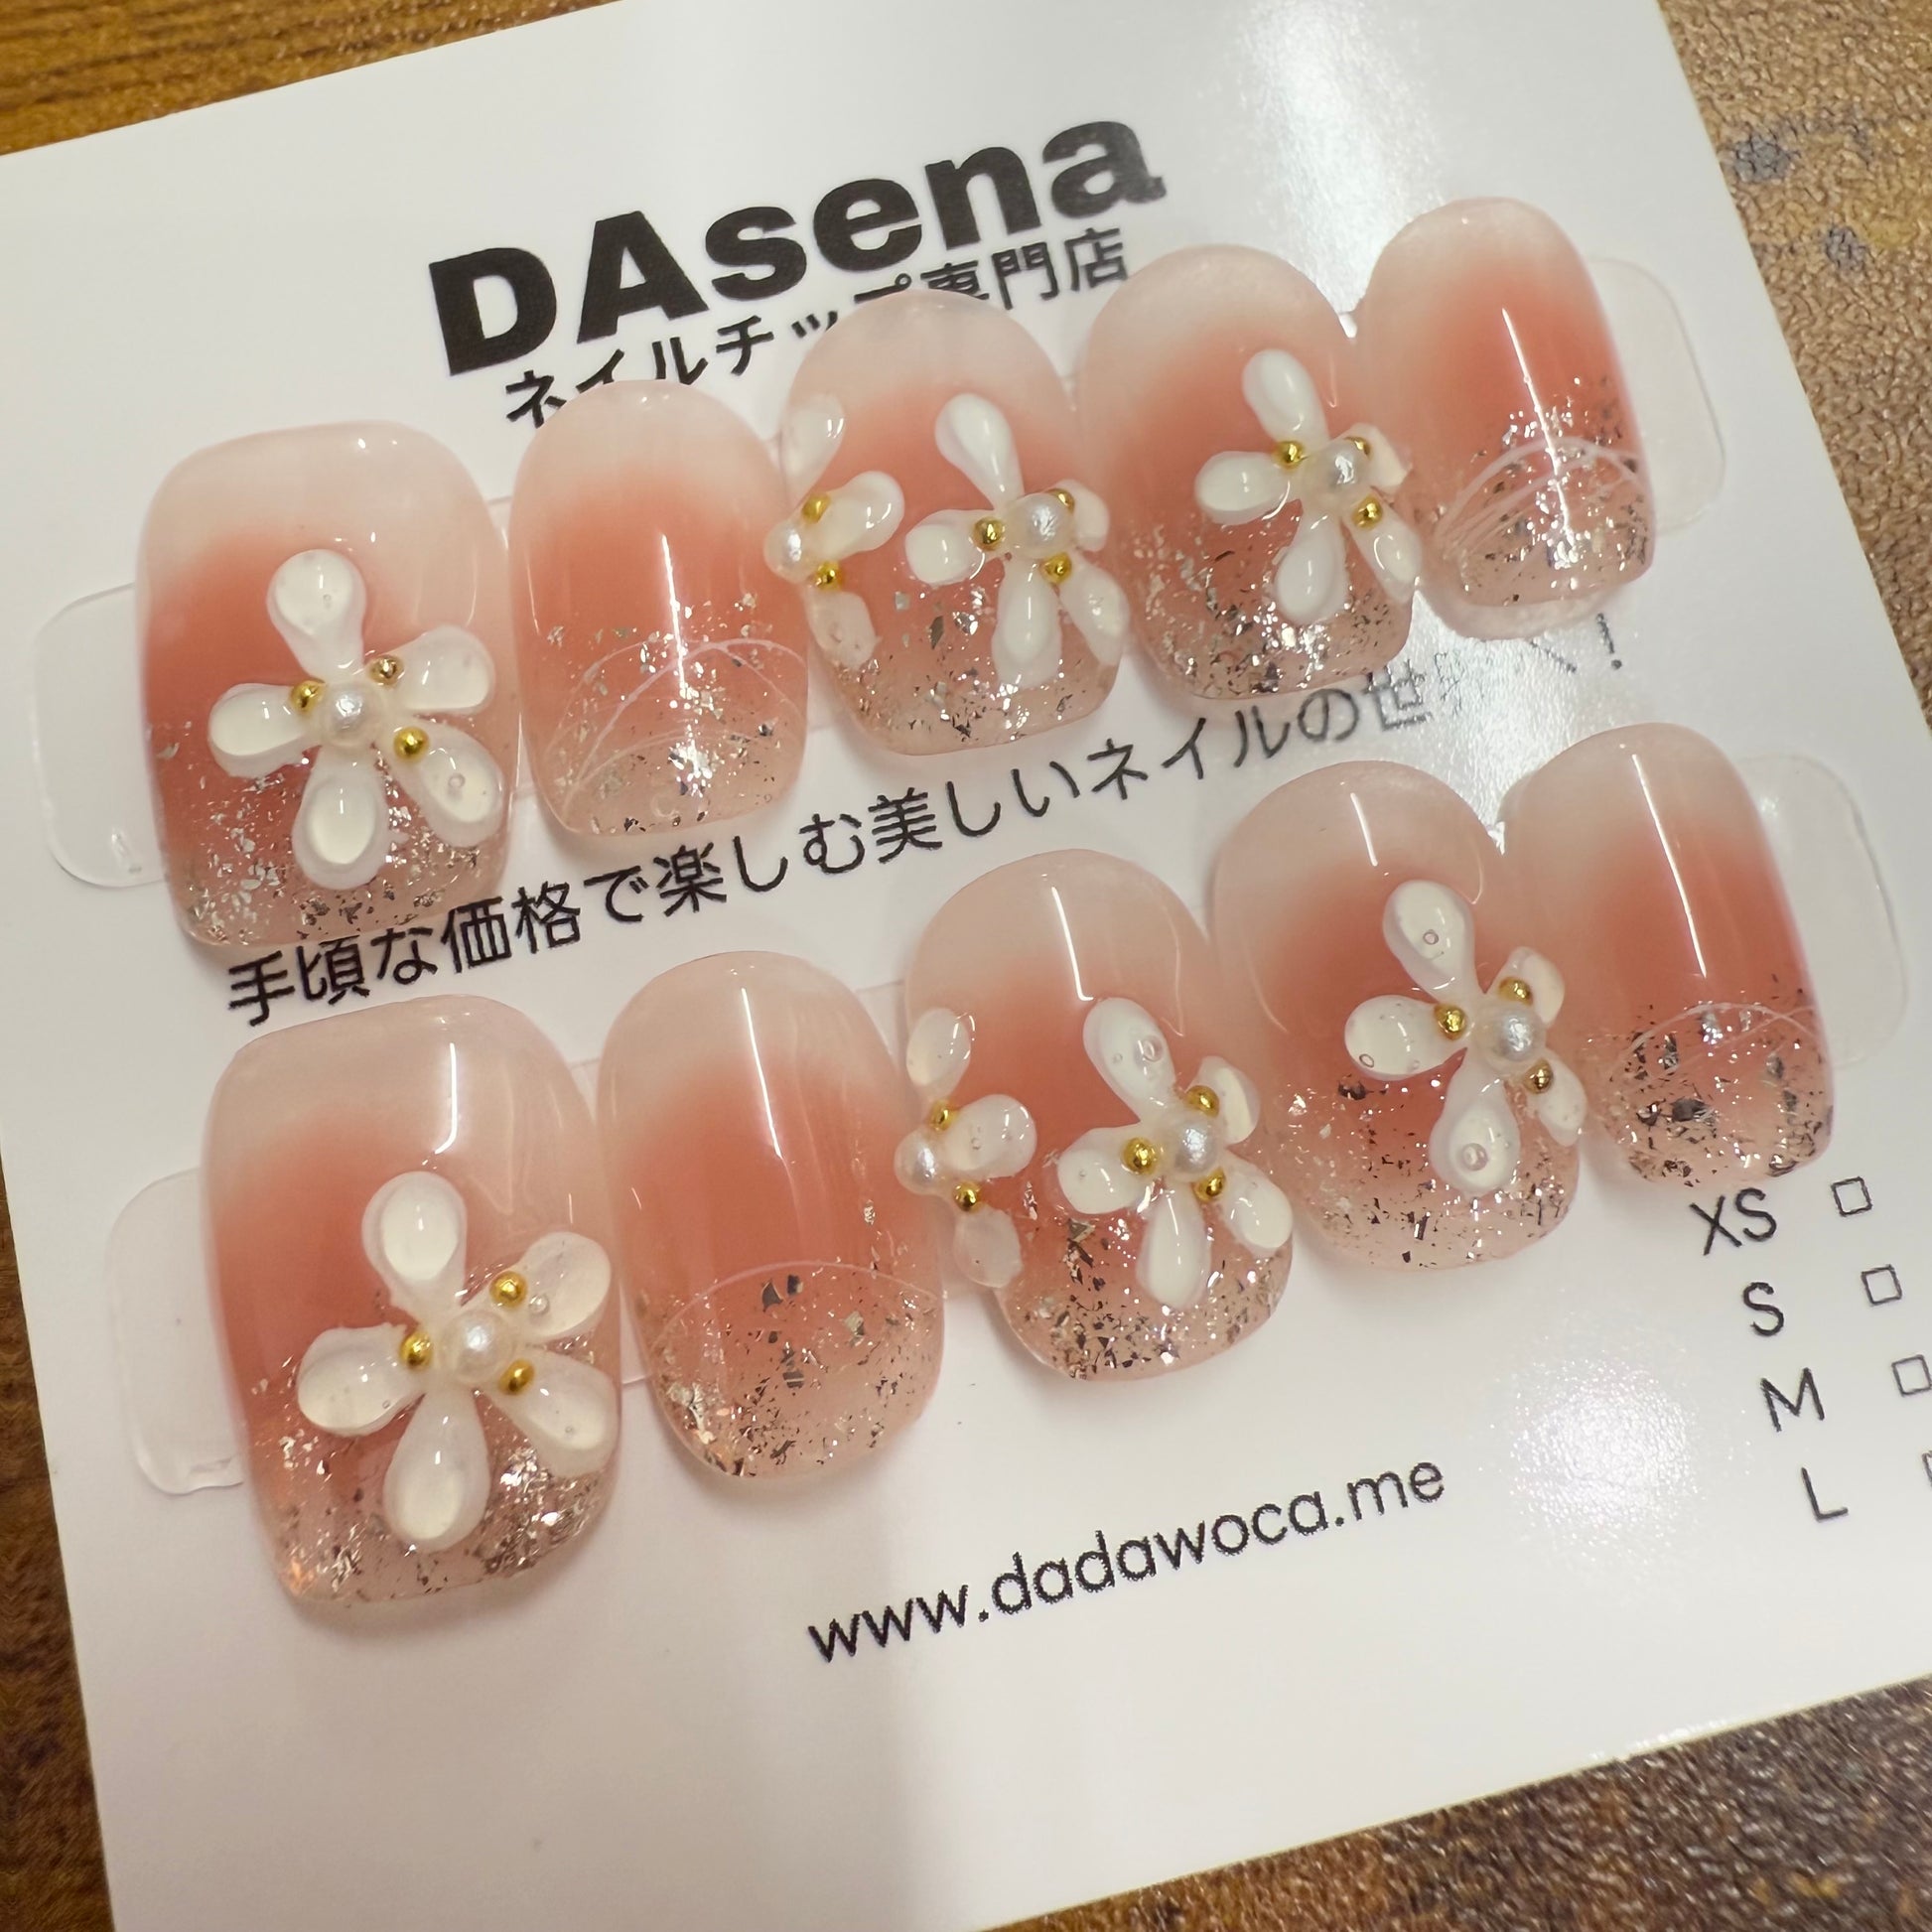 DAsena
ネイルチップ専門店
手頃な価格で楽しむ美しいネイルの世界へ!
XS □
S □
M □
L
www.dadawoca.me